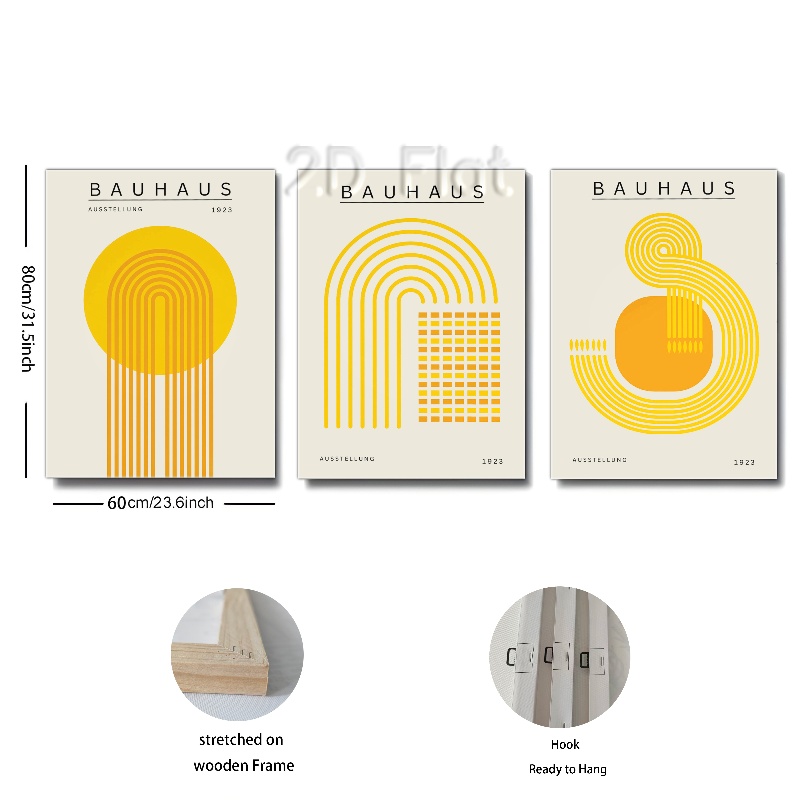 2D Flat
BAUHAUS
AUSSTELLUNG 1923
BAUHAUS
AUSSTELLUNG 1923
BAUHAUS
AUSSTELLUNG 1923
80cm/31.5inch
60cm/23.6inch
stretched on
wooden Frame
Hook
Ready to Hang